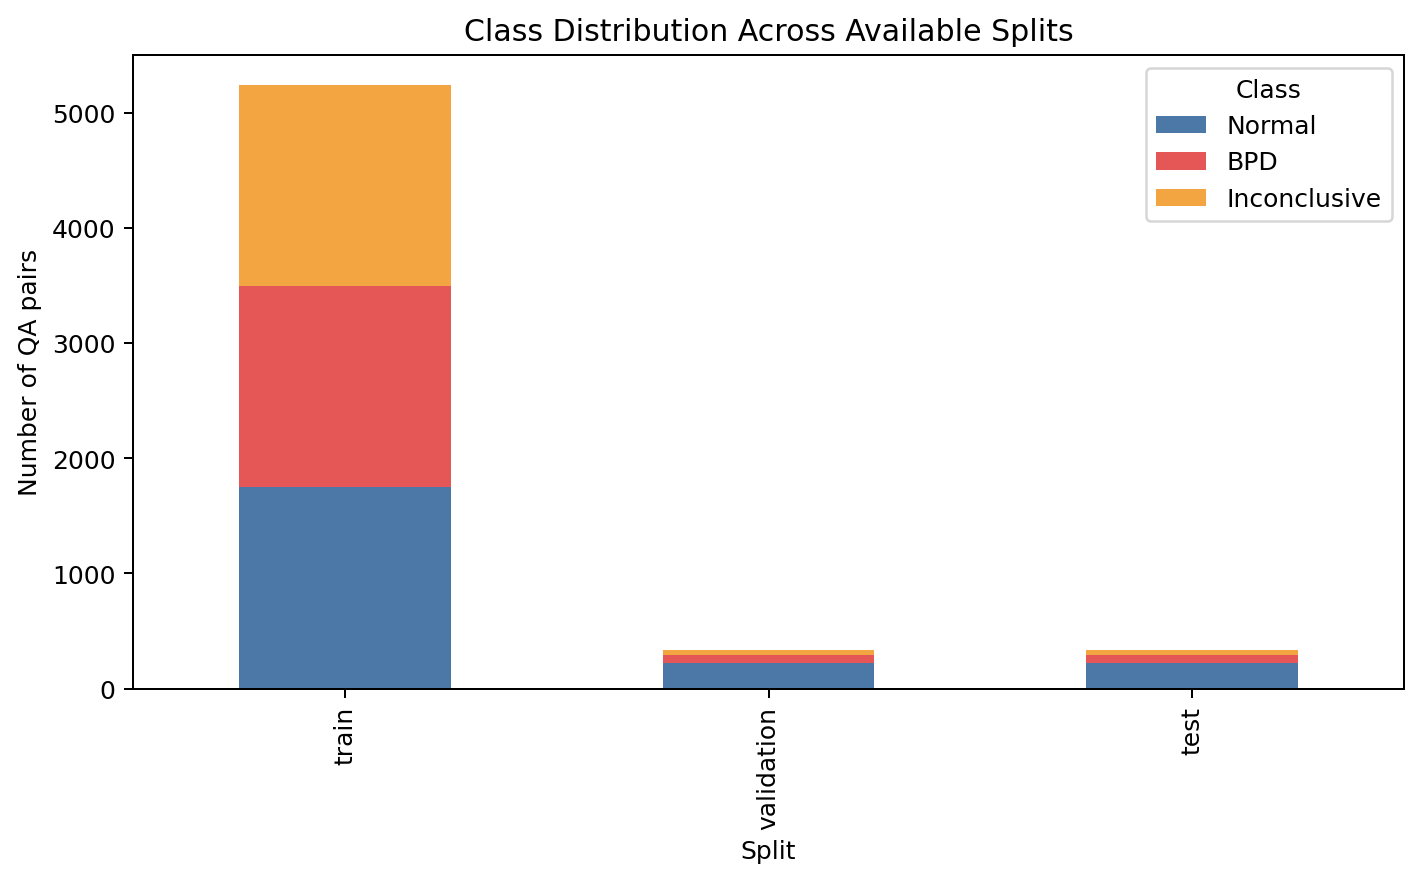 Class Distribution Across Available Splits
Class
Normal
BPD
Inconclusive
Number of QA pairs
5000
4000
3000
2000
1000
0
train
validation
test
Split